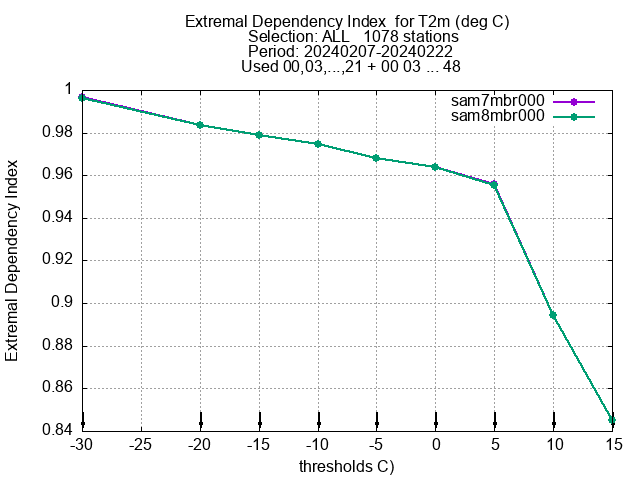 Extremal Dependency Index  for T2m (deg C)
Selection: ALL   1078 stations
Period: 20240207-20240222
Used 00,03,...,21 + 00 03 ... 48
sam7mbr000
sam8mbr000
Extremal Dependency Index
1
0.98
0.96
0.94
0.92
0.9
0.88
0.86
0.84
-30 -25 -20 -15 -10 -5 0 5 10 15
thresholds C)